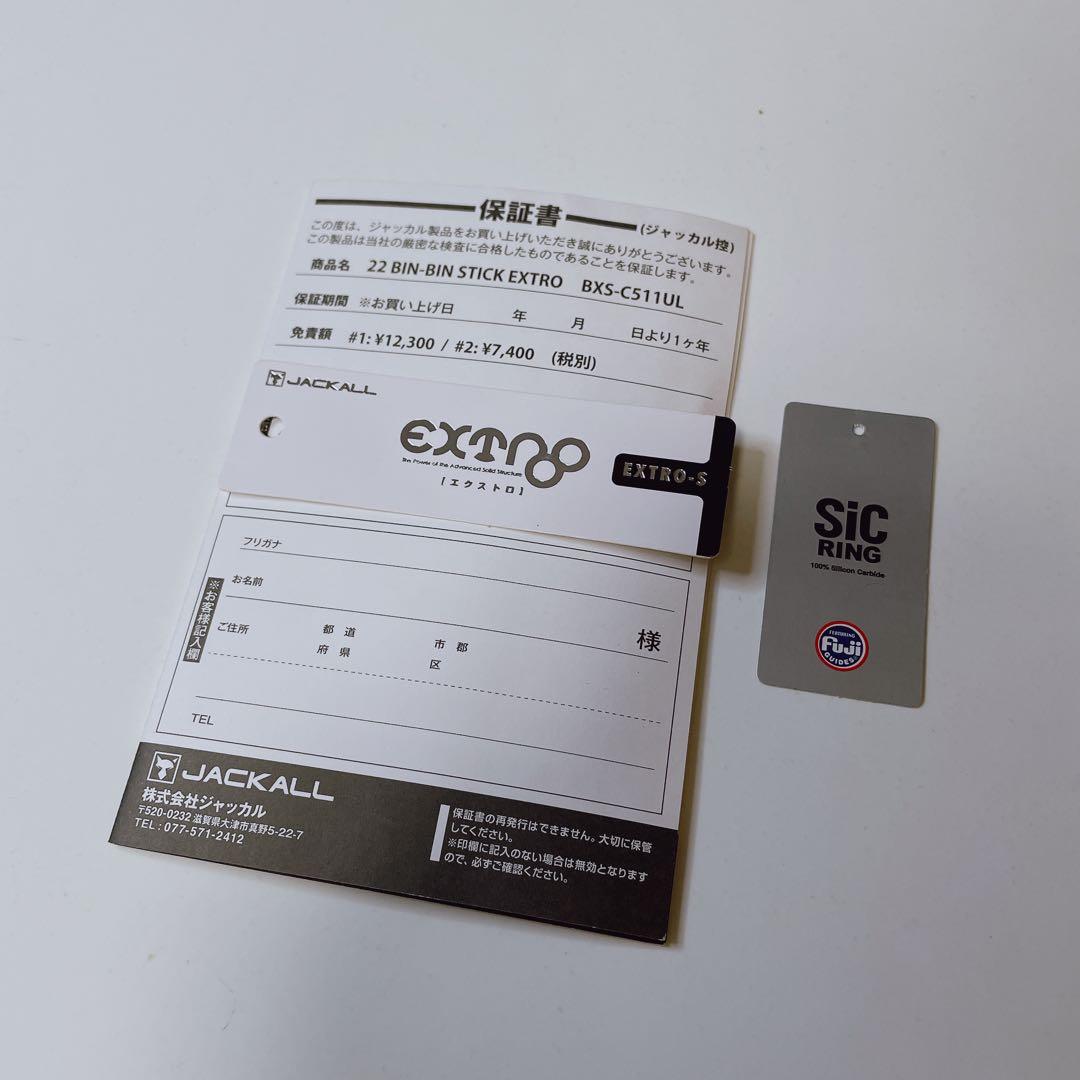 保証書
(ジャッカル控)
この度は、ジャッカル製品をお買い上げいただき誠にありがとうございます。
この製品は当社の厳密な検査に合格したものであることを保証します。
商品名 22 BIN-BIN STICK EXTRO BXS-C511UL
保証期間 ※お買い上げ日 年 月 日より1ヶ年
免責額 #1: ¥12,300 / #2: ¥7,400 (税別)
JACKALL
EXTRO
The Power of the Advanced Solid Structure
[エクストロ]
EXTRO-S
フリガナ
お名前
様
※お客様記入欄
ご住所 都道 市郡
府県 区
TEL
JACKALL
株式会社ジャッカル
〒520-0232 滋賀県大津市真野5-22-7
TEL : 077-571-2412
保証書の再発行はできません。大切に保管
してください。
※印欄に記入のない場合は無効となります
ので、必ずご確認ください。
SiC
RING
100% Silicon Carbide
FEATURING
Fuji
GUIDES